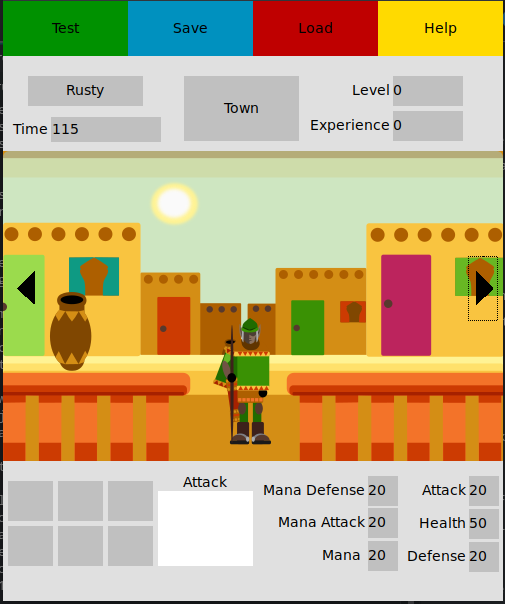 Test Save Load Help
Rusty Town Level 0
Time 115 Experience 0
Attack
Mana Defense 20 Attack 20
Mana Attack 20 Health 50
Mana 20 Defense 20